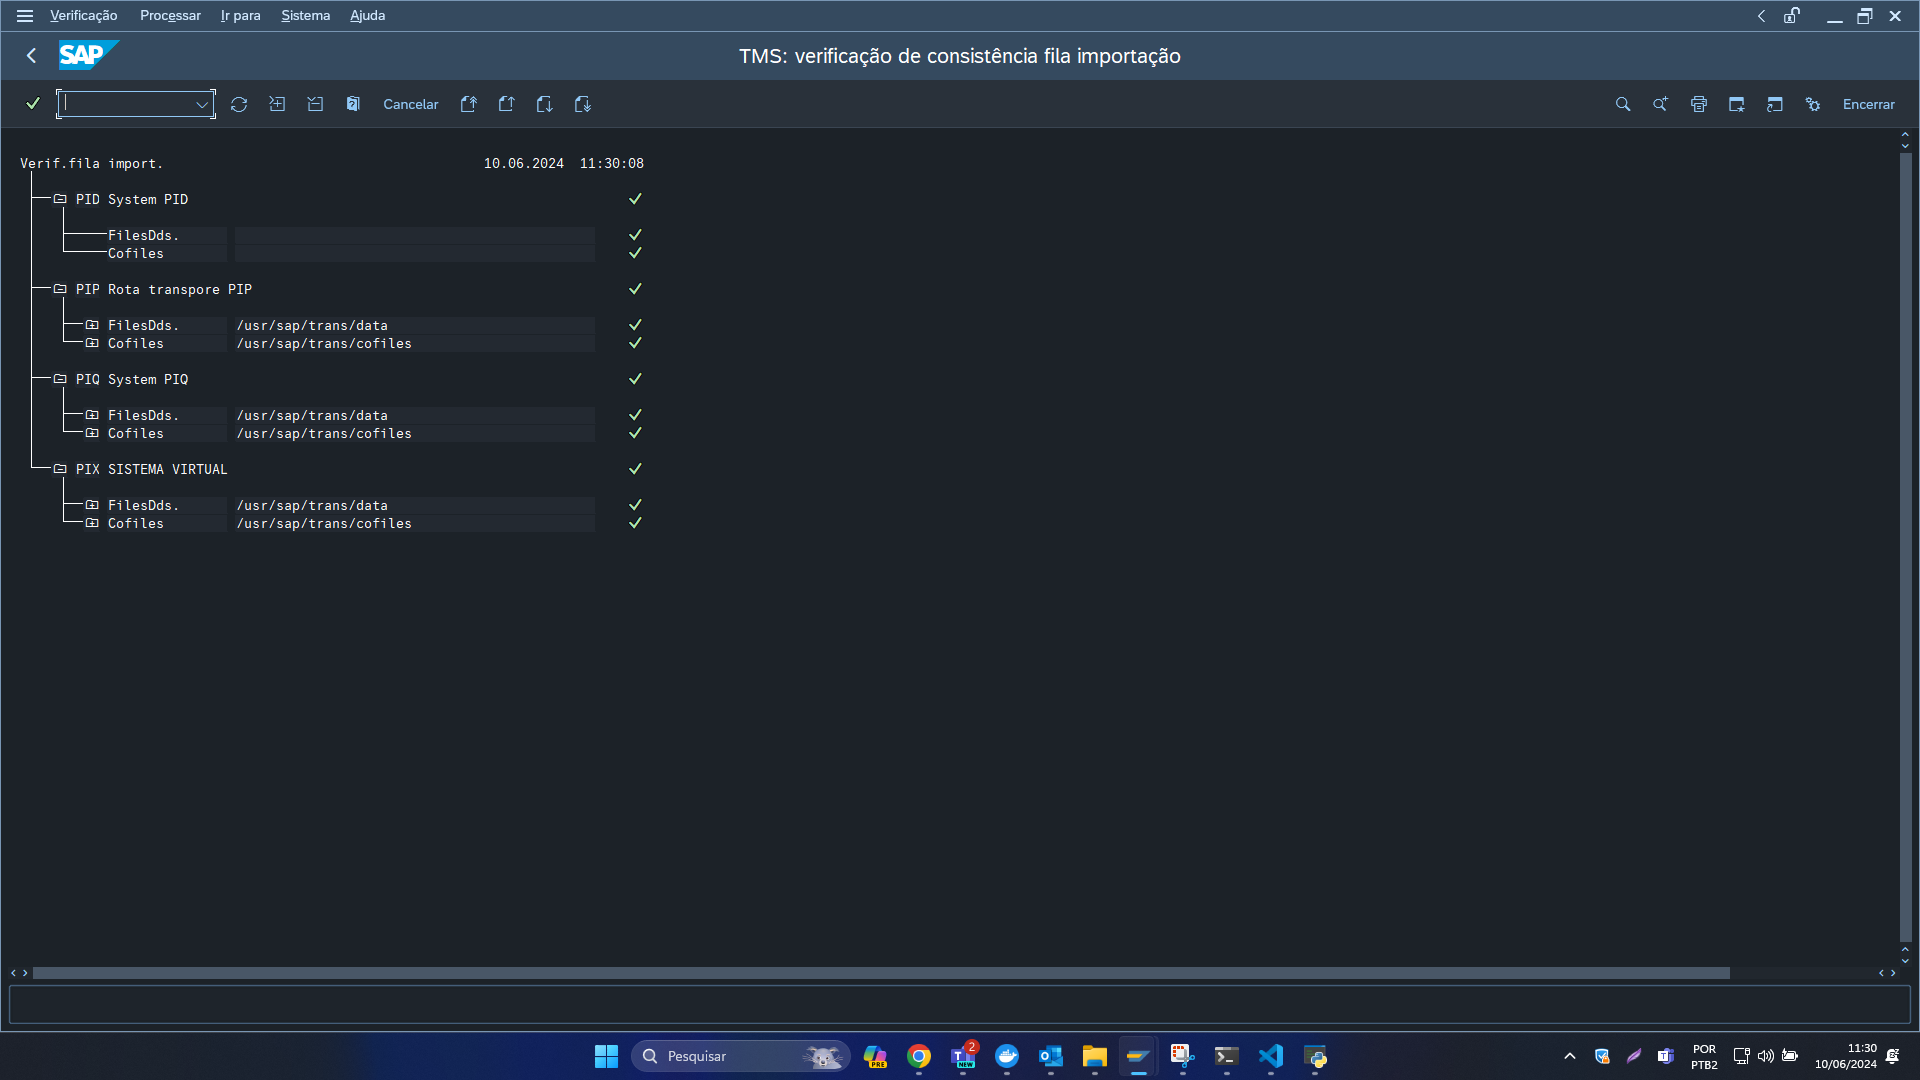 Verificação Processar Ir para Sistema Ajuda
SAP TMS: verificação de consistência fila importação
Cancelar Encerrar
Verif.fila import. 10.06.2024 11:30:08
PID System PID
FilesDds.
Cofiles
PIP Rota transpore PIP
FilesDds. /usr/sap/trans/data
Cofiles /usr/sap/trans/cofiles
PIQ System PIQ
FilesDds. /usr/sap/trans/data
Cofiles /usr/sap/trans/cofiles
PIX SISTEMA VIRTUAL
FilesDds. /usr/sap/trans/data
Cofiles /usr/sap/trans/cofiles
Pesquisar
PRE
2
T
NEW
POR
PTB2
11:30
10/06/2024